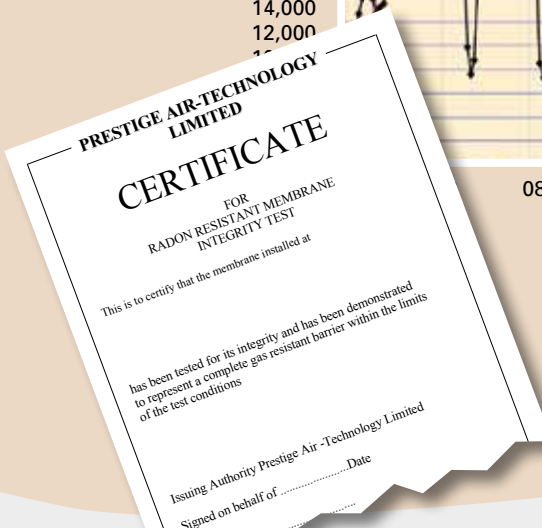 14,000
12,000
PRESTIGE AIR-TECHNOLOGY
LIMITED
CERTIFICATE
FOR
RADON RESISTANT MEMBRANE
INTEGRITY TEST
This is to certify that the membrane installed at
has been tested for its integrity and has been demonstrated
to represent a complete gas resistant barrier within the limits
of the test conditions
Issuing Authority Prestige Air -Technology Limited
Signed on behalf of .....................Date
08